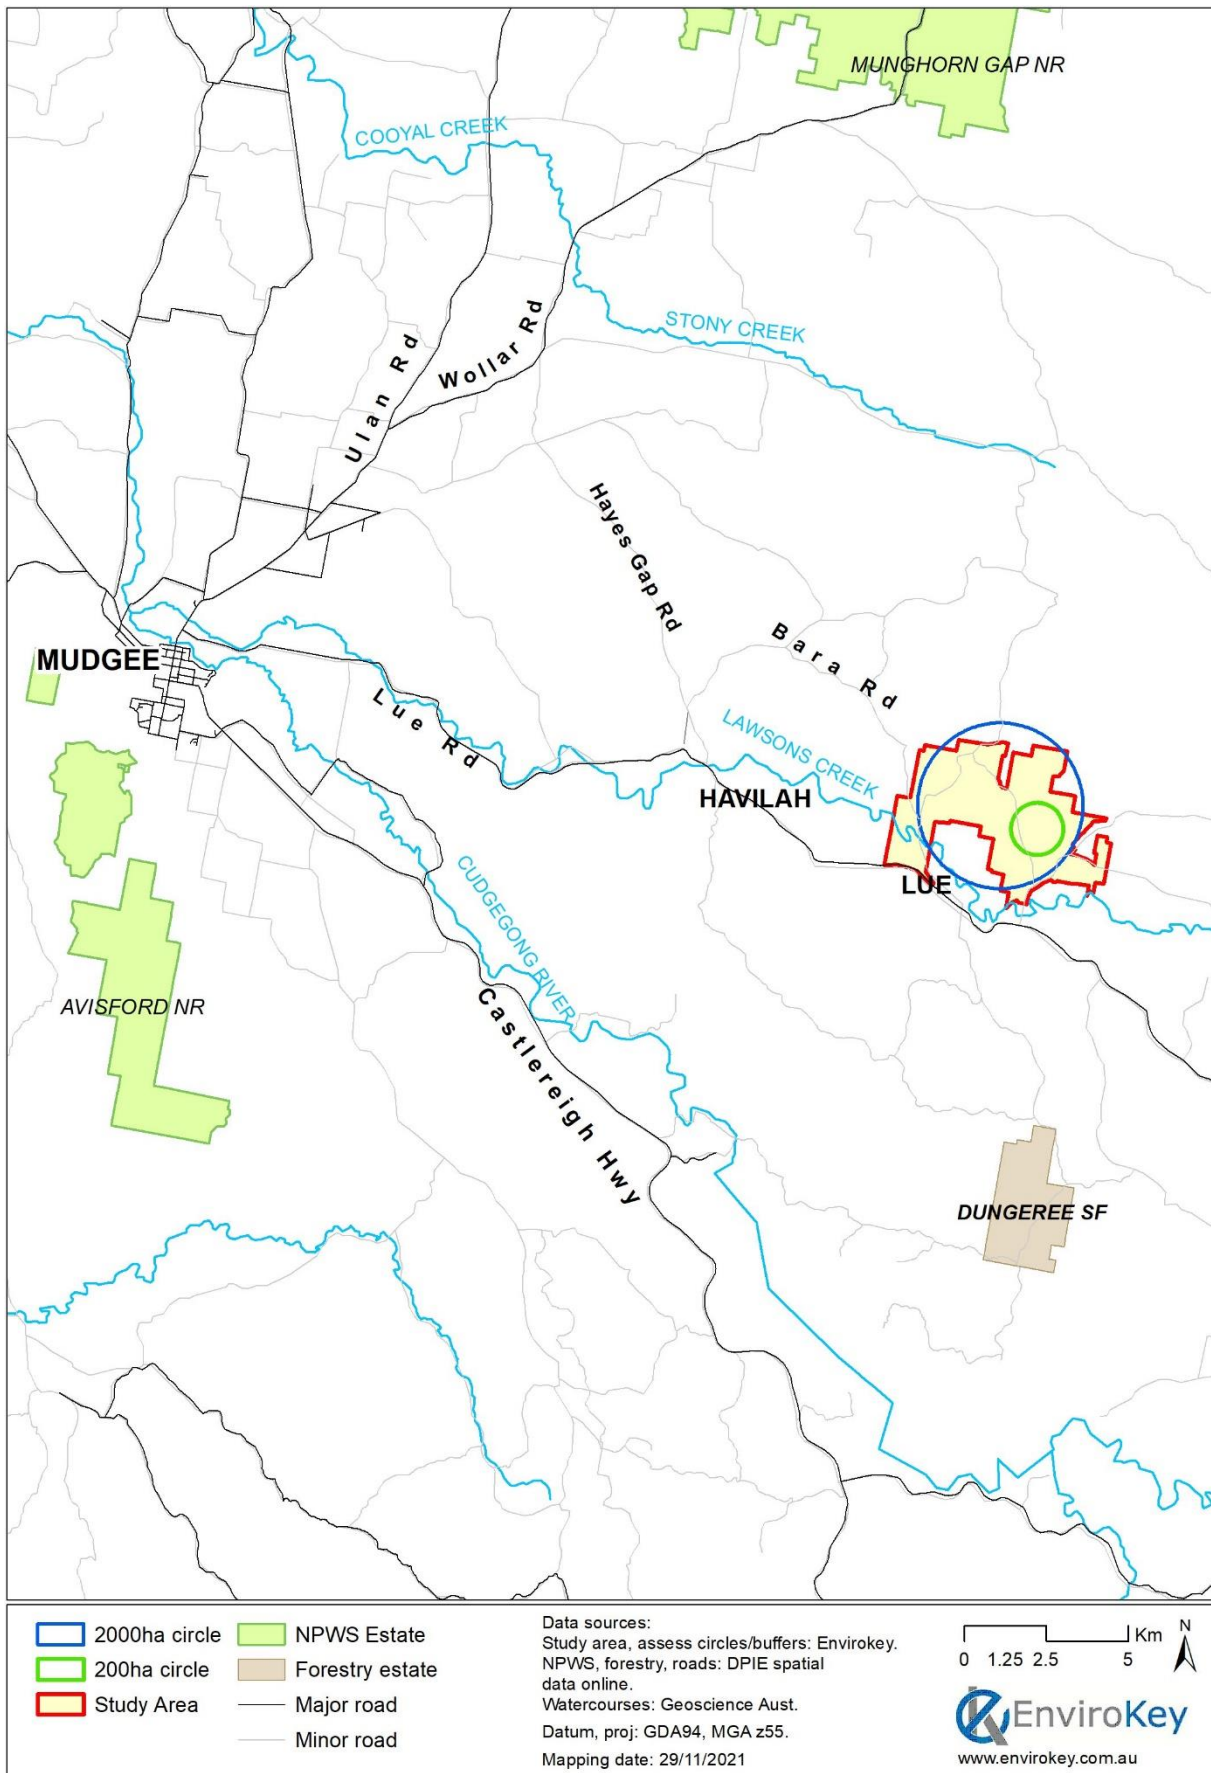 MUNGHORN GAP NR
COOYAL CREEK
STONY CREEK
Ulan Rd
Wollar Rd
Hayes Gap Rd
Bara Rd
MUDGEE
Lue Rd
LAWSONS CREEK
HAVILAH
LUE
CUDGEGONG RIVER
AVISFORD NR
Castlereigh Hwy
DUNGEREE SF
2000ha circle
200ha circle
Study Area
NPWS Estate
Forestry estate
Major road
Minor road
Data sources:
Study area, assess circles/buffers: Envirokey.
NPWS, forestry, roads: DPIE spatial
data online.
Watercourses: Geoscience Aust.
Datum, proj: GDA94, MGA z55.
Mapping date: 29/11/2021
Km
0 1.25 2.5 5
N
EnviroKey
www.envirokey.com.au